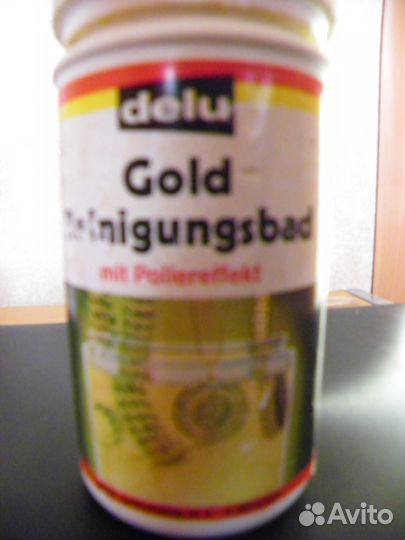 delu
Gold
Reinigungsbad
mit Poliereffekt
Avito